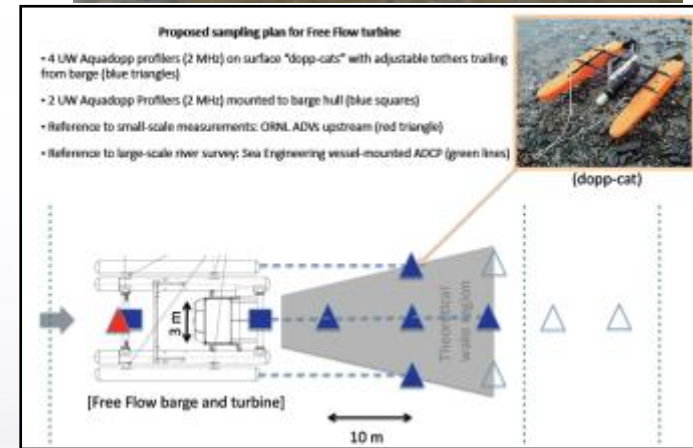 Proposed sampling plan for Free Flow turbine
• 4 UW Aquadopp profilers (2 MHz) on surface "dopp-cats" with adjustable tethers trailing
from barge (blue triangles)
• 2 UW Aquadopp Profilers (2 MHz) mounted to barge hull (blue squares)
• Reference to small-scale measurements: ORNL ADVs upstream (red triangle)
• Reference to large-scale river survey: Sea Engineering vessel-mounted ADCP (green lines)
(dopp-cat)
3 m
Theoretical
wake region
[Free Flow barge and turbine]
10 m